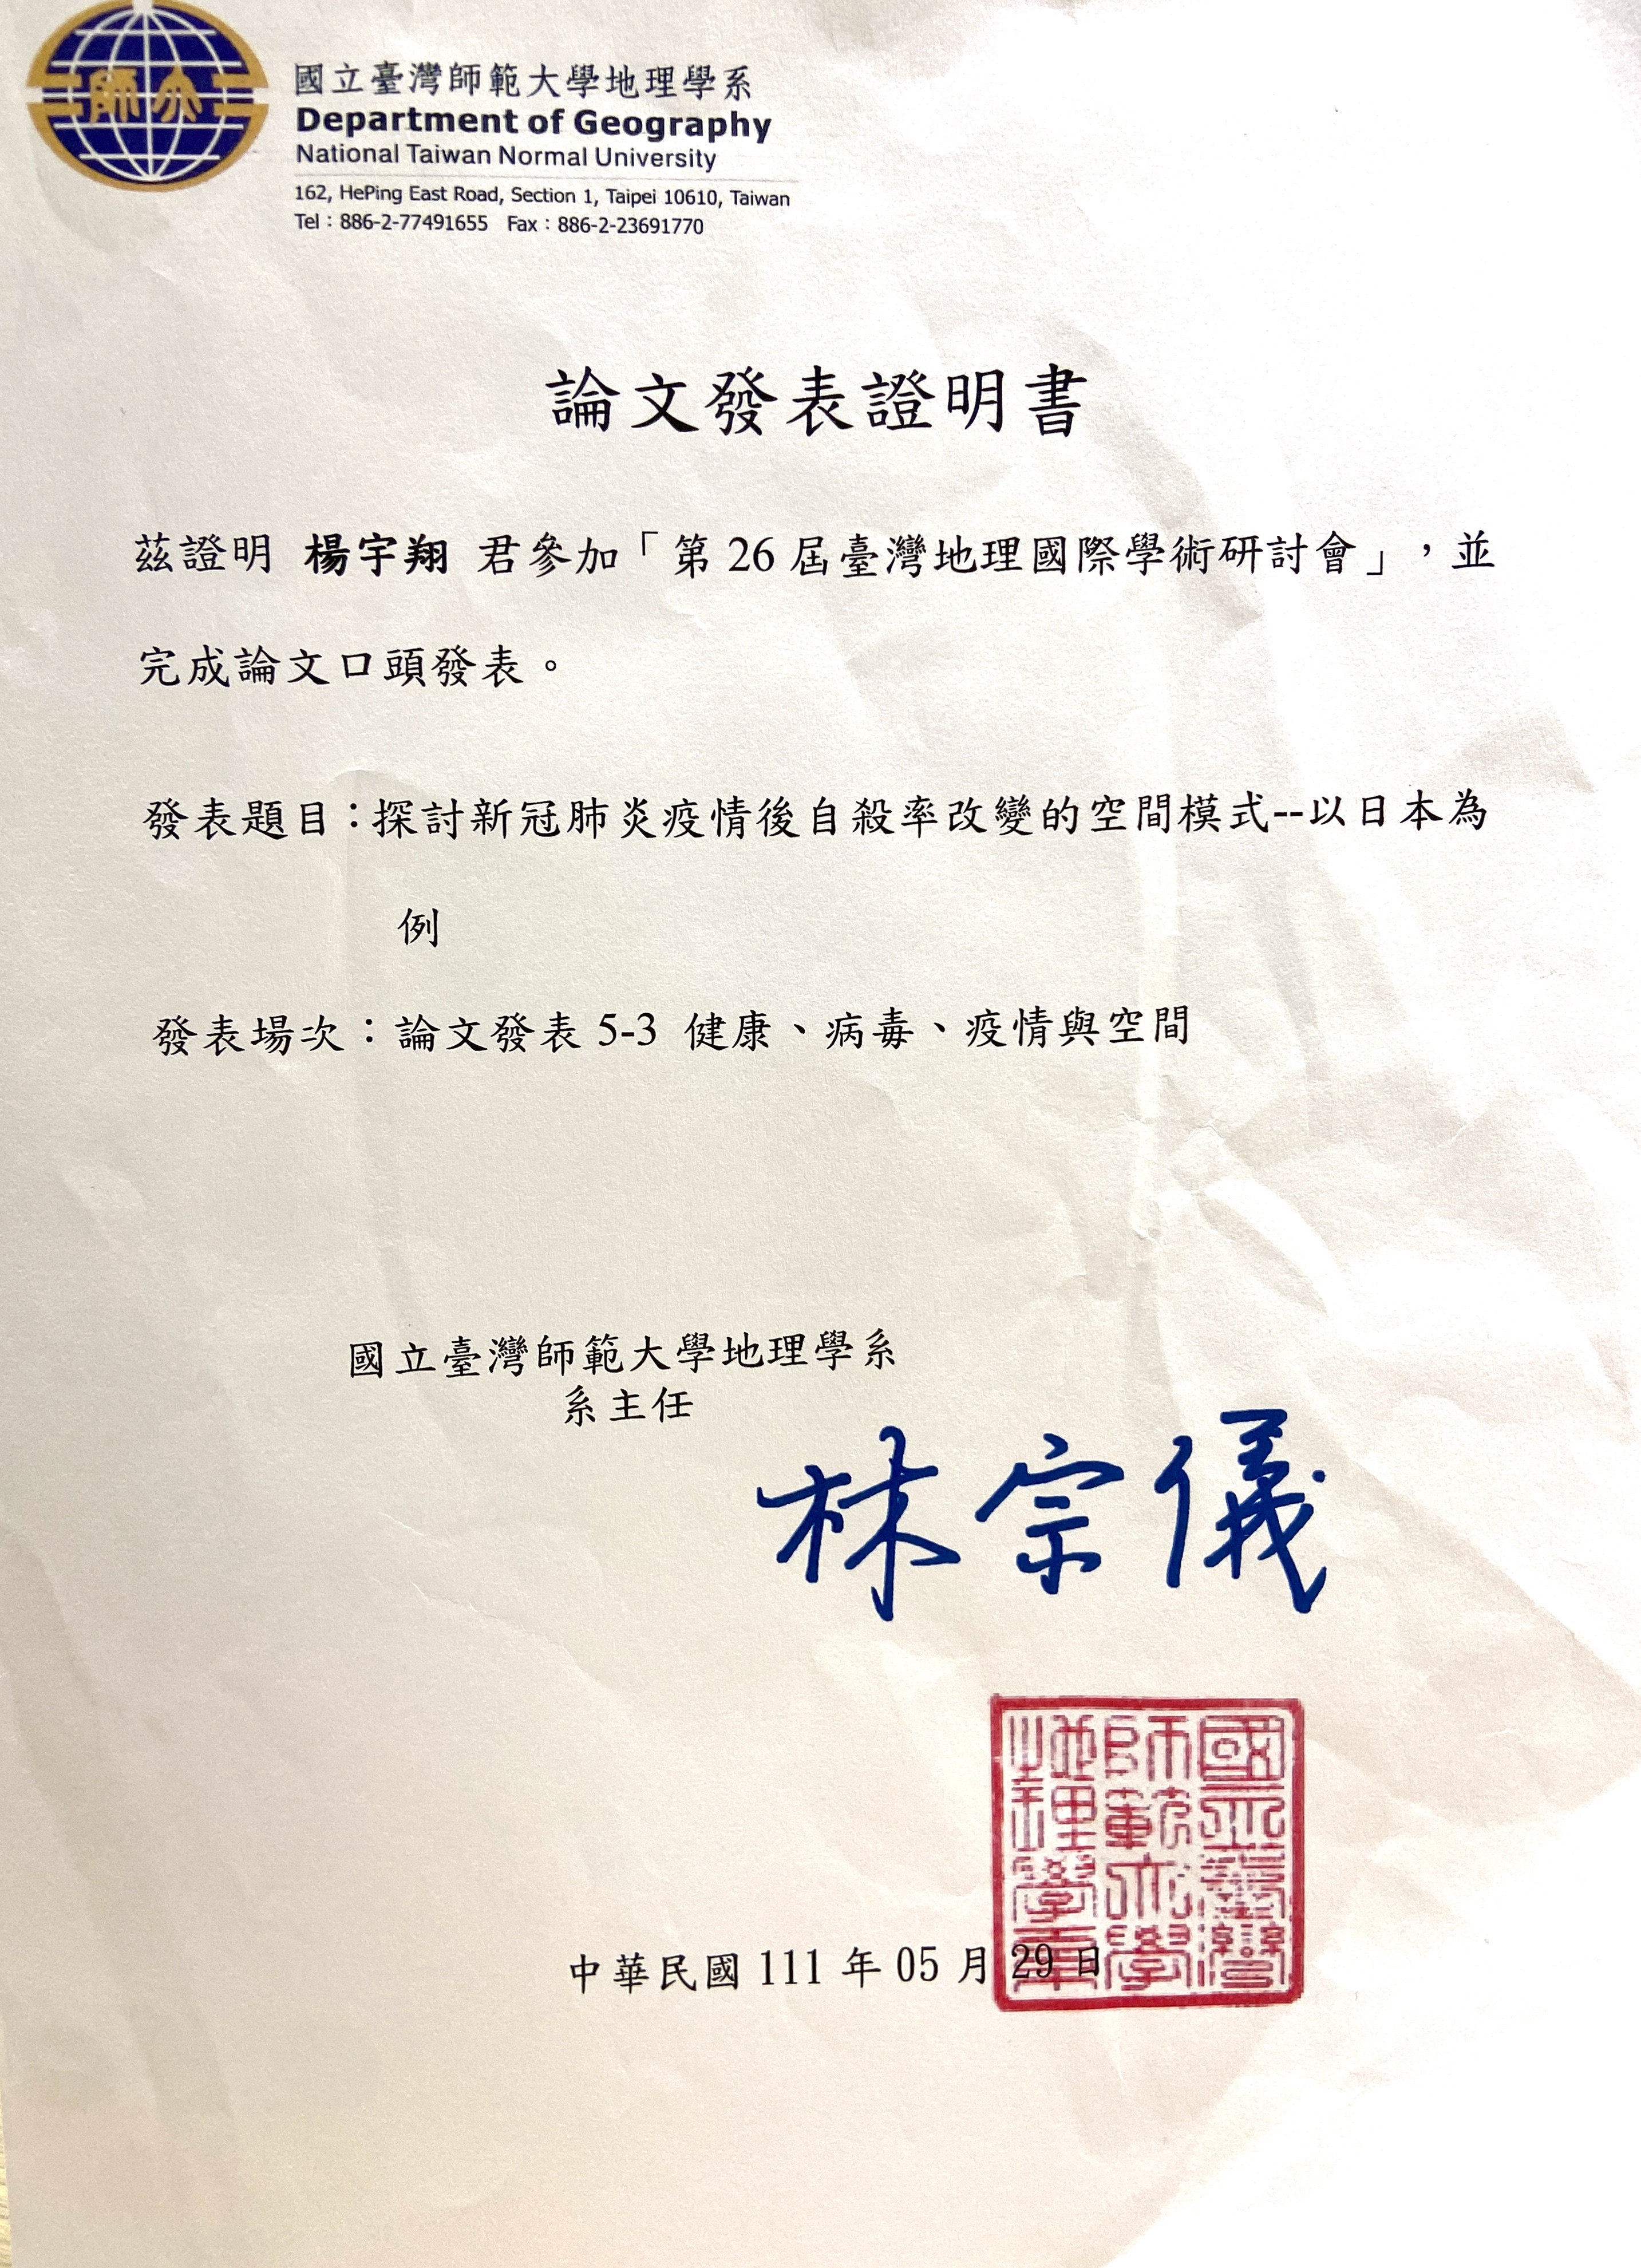 師大
國立臺灣師範大學地理學系
Department of Geography
National Taiwan Normal University
162, HePing East Road, Section 1, Taipei 10610, Taiwan
Tel：886-2-77491655 Fax：886-2-23691770
論文發表證明書
茲證明 楊宇翔 君參加「第 26 屆臺灣地理國際學術研討會」，並
完成論文口頭發表。
發表題目：探討新冠肺炎疫情後自殺率改變的空間模式--以日本為
例
發表場次：論文發表 5-3 健康、病毒、疫情與空間
國立臺灣師範大學地理學系
系主任
林宗儀
國立臺灣
師範大學
地理學章
中華民國 111 年 05 月 29 日